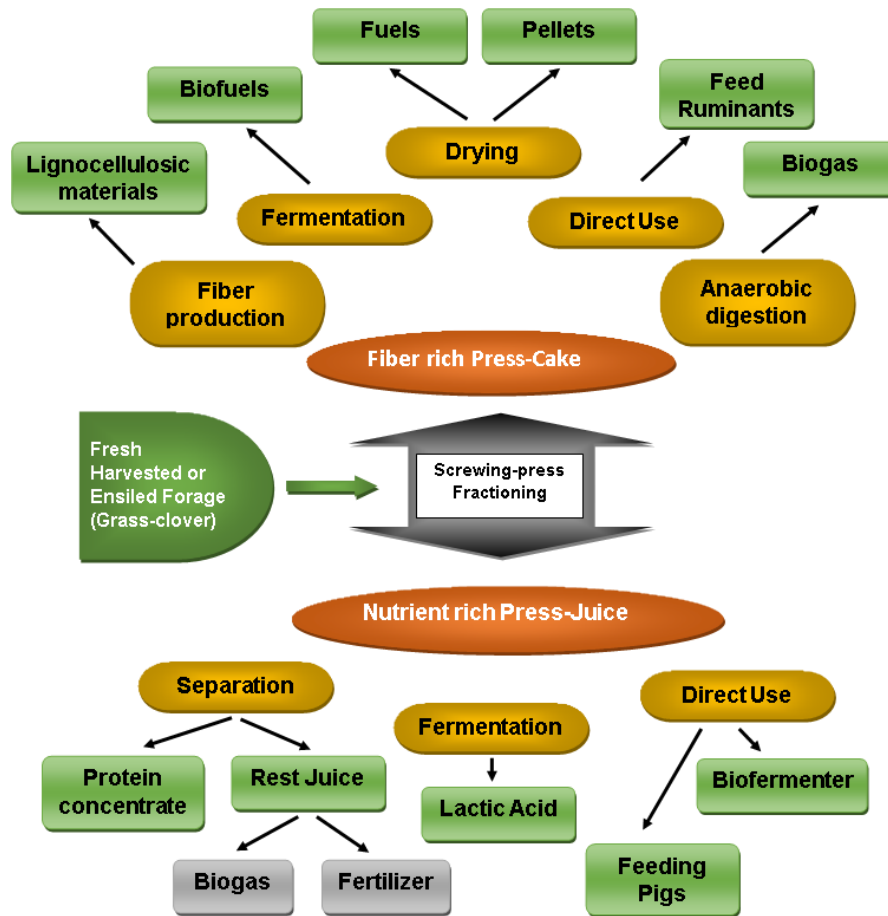 Fuels
Pellets
Biofuels
Feed
Ruminants
Drying
Lignocellulosic
materials
Biogas
Fermentation
Direct Use
Fiber
production
Anaerobic
digestion
Fiber rich Press-Cake
Fresh
Harvested or
Ensiled Forage
(Grass-clover)
Screwing-press
Fractioning
Nutrient rich Press-Juice
Separation
Direct Use
Fermentation
Protein
concentrate
Rest Juice
Biofermenter
Lactic Acid
Biogas
Fertilizer
Feeding
Pigs